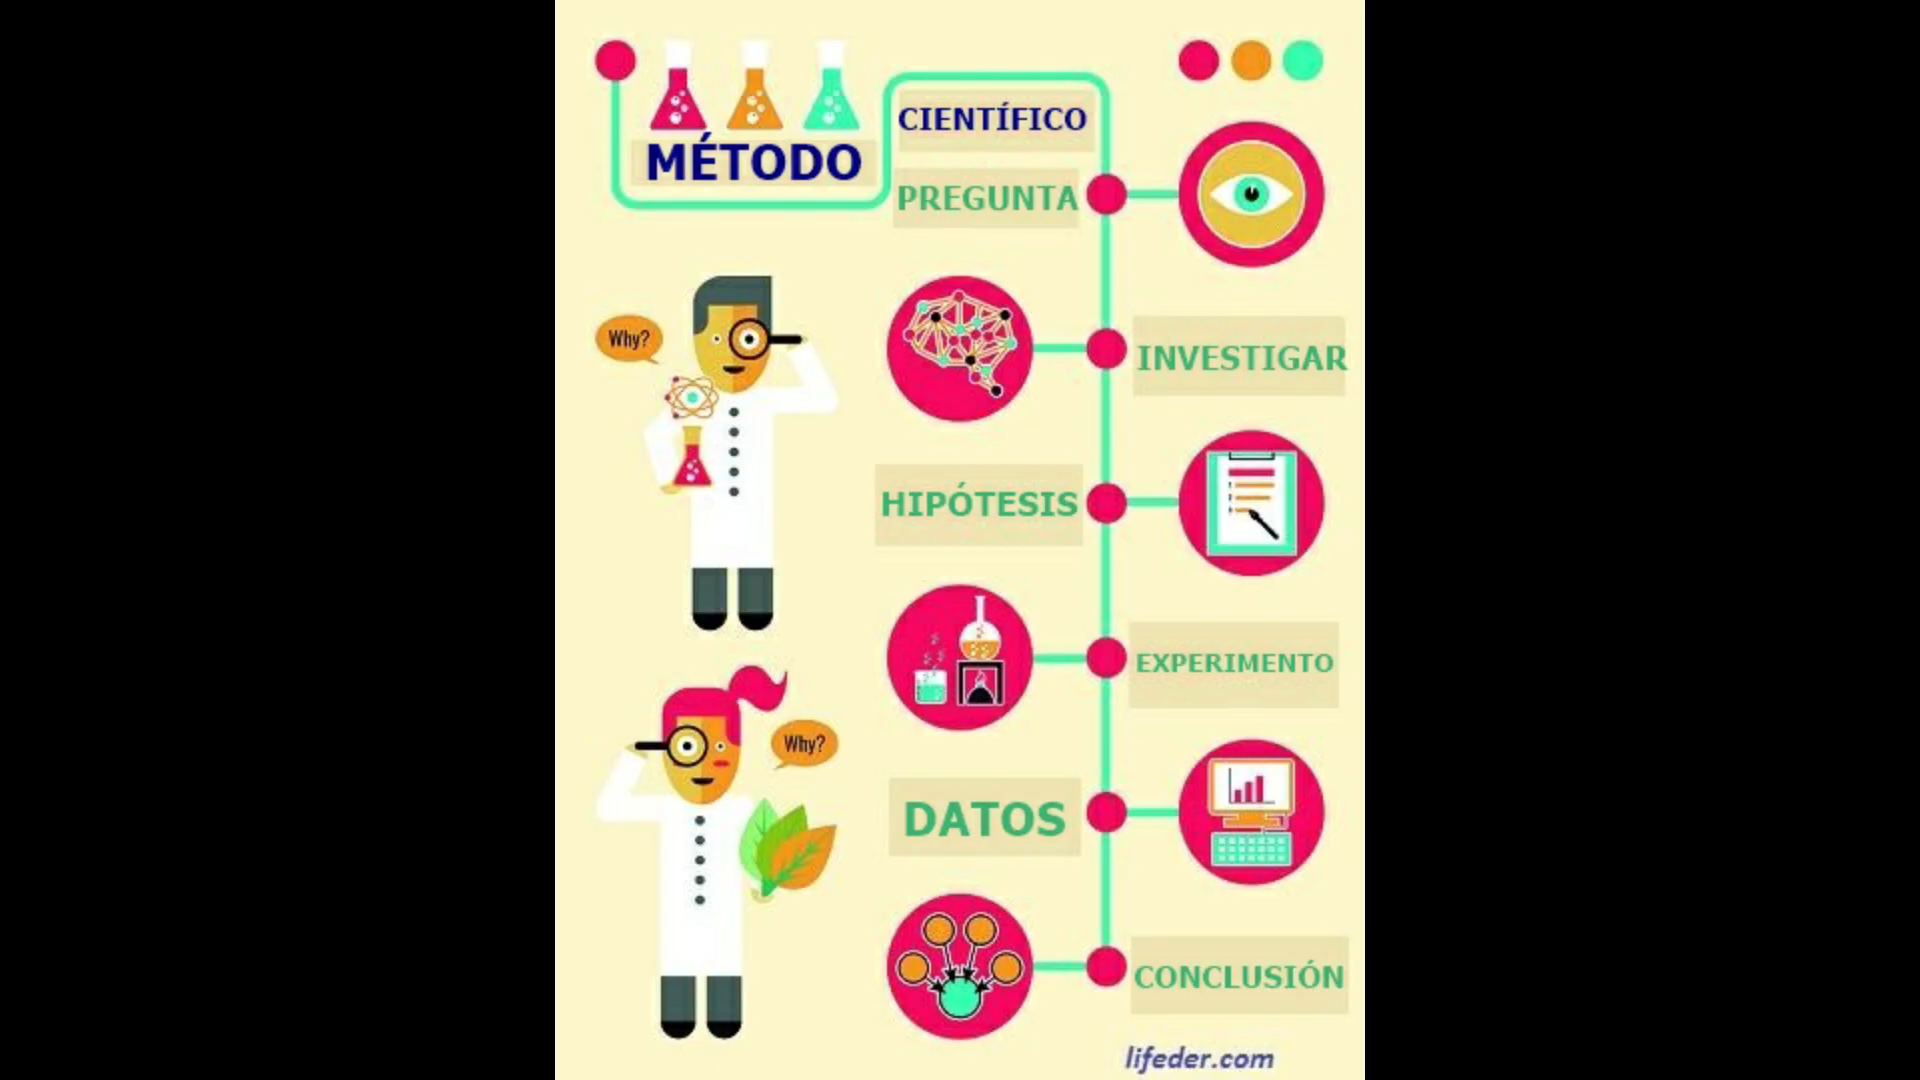 MÉTODO
CIENTÍFICO
PREGUNTA
Why?
INVESTIGAR
HIPÓTESIS
EXPERIMENTO
Why?
DATOS
CONCLUSIÓN
lifeder.com